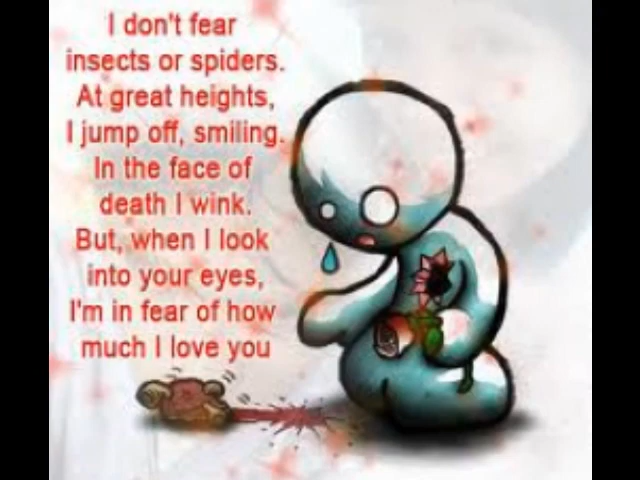 I don't fear
insects or spiders.
At great heights,
I jump off, smiling.
In the face of
death I wink.
But, when I look
into your eyes,
I'm in fear of how
much I love you